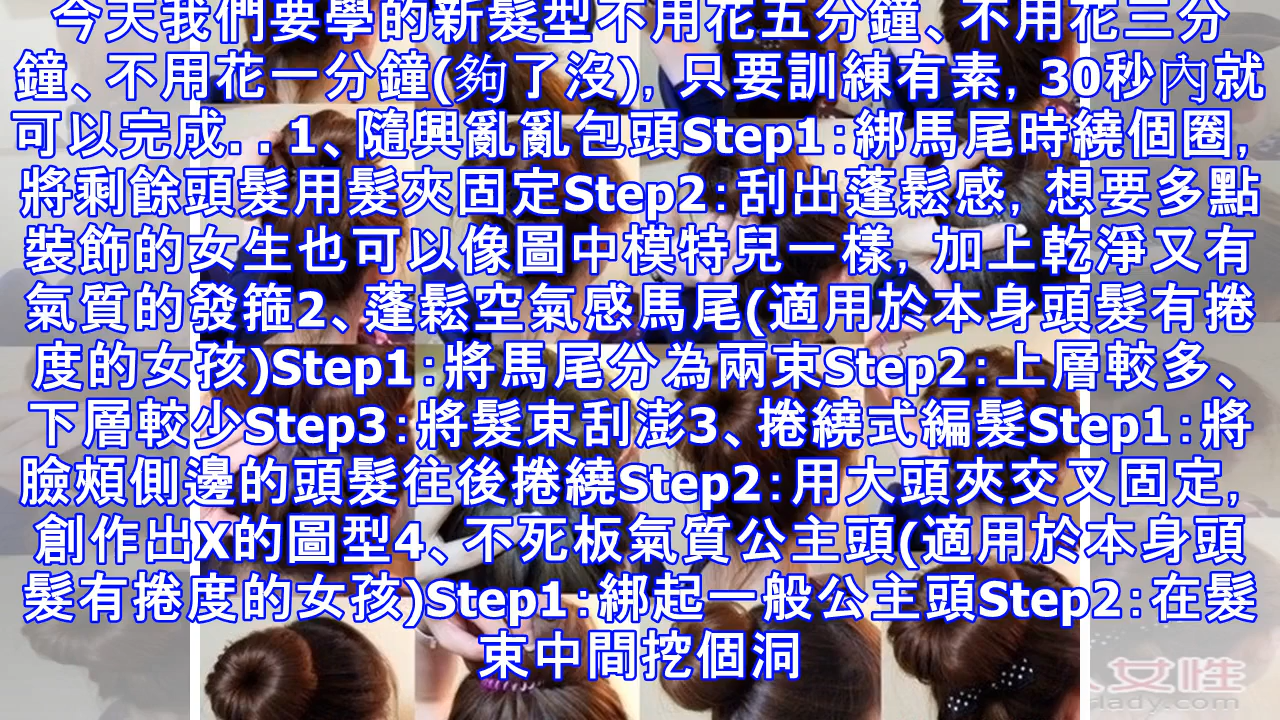 今天我們要學的新髮型不用花五分鐘、不用花三分
鐘、不用花一分鐘(夠了沒), 只要訓練有素, 30秒內就
可以完成..1、隨興亂亂包頭Step1:綁馬尾時繞個圈,
將剩餘頭髮用髮夾固定Step2:刮出蓬鬆感, 想要多點
裝飾的女生也可以像圖中模特兒一樣, 加上乾淨又有
氣質的發箍2、蓬鬆空氣感馬尾(適用於本身頭髮有捲
度的女孩)Step1:將馬尾分為兩束Step2:上層較多、
下層較少Step3:將髮束刮澎3、捲繞式編髮Step1:將
臉頰側邊的頭髮往後捲繞Step2:用大頭夾交叉固定,
創作出X的圖型4、不死板氣質公主頭(適用於本身頭
髮有捲度的女孩)Step1:綁起一般公主頭Step2:在髮
束中間挖個洞
女性
lady.com